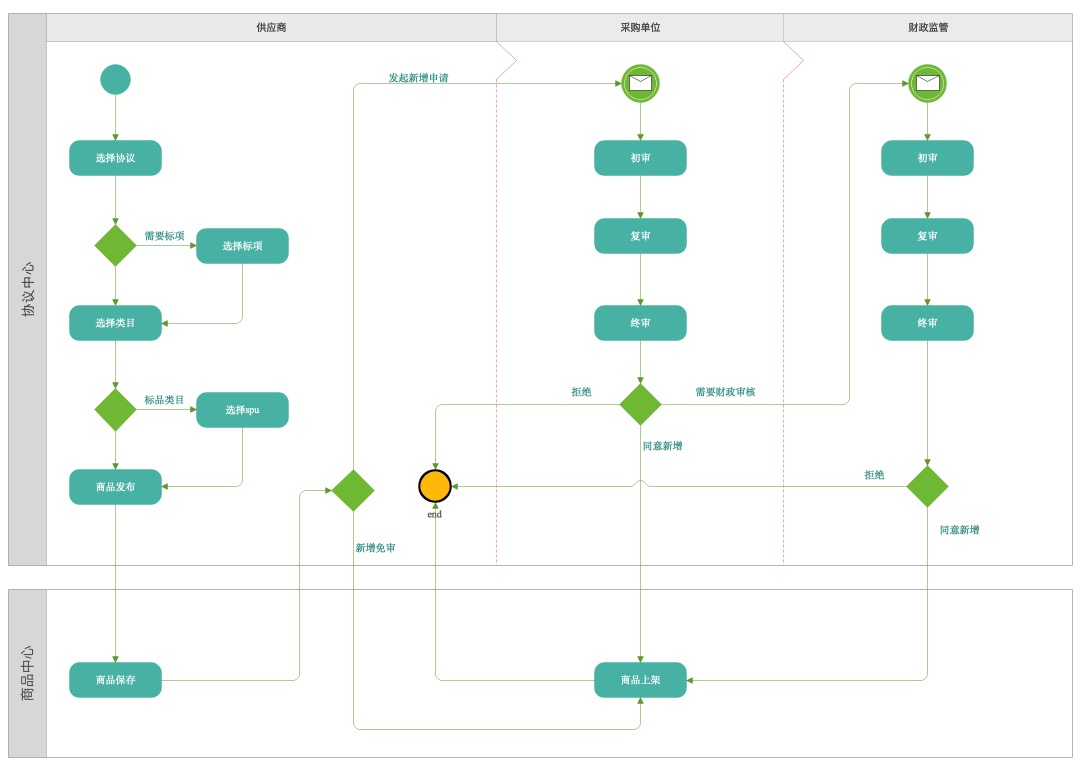 供应商
采购单位
财政监管
协议中心
发起新增申请
选择协议
初审
初审
需要标项
选择标项
复审
复审
选择类目
终审
终审
标品类目
选择spu
拒绝
需要财政审核
同意新增
商品发布
拒绝
end
同意新增
新增免审
商品中心
商品保存
商品上架